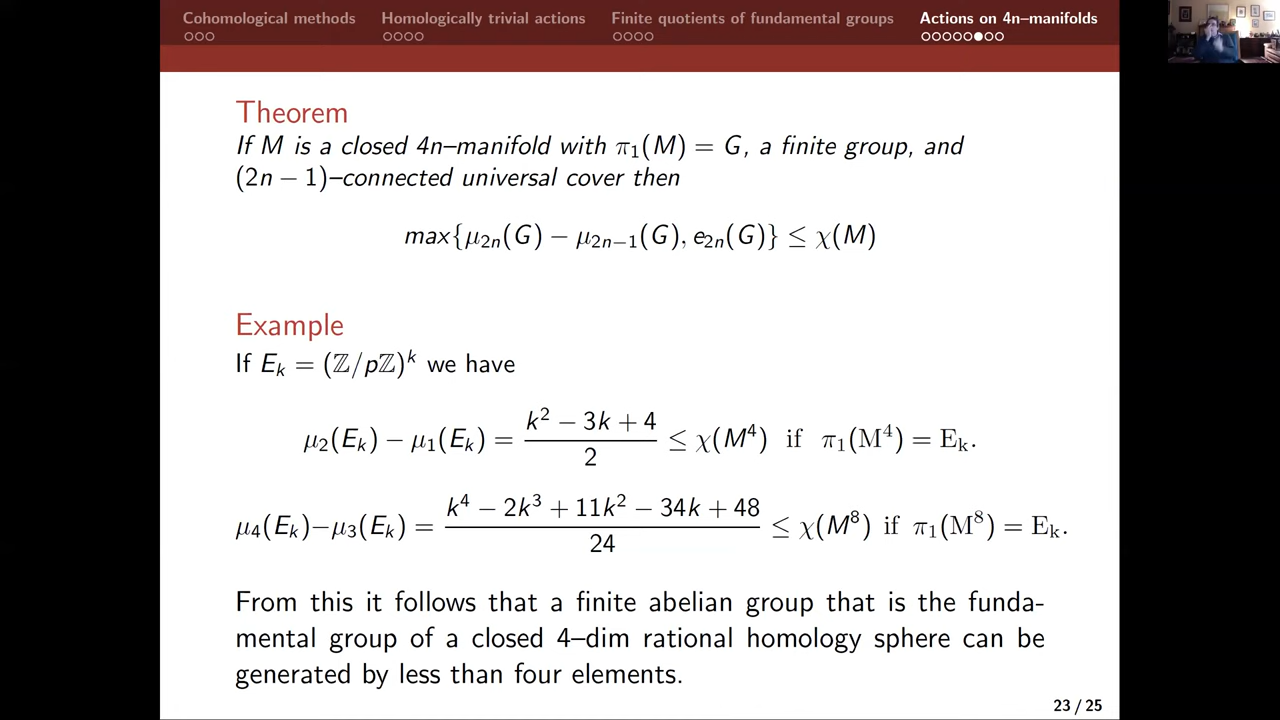 Cohomological methods Homologically trivial actions Finite quotients of fundamental groups Actions on 4n–manifolds
Theorem
If M is a closed 4n–manifold with π₁(M) = G, a finite group, and
(2n − 1)–connected universal cover then
max{μ₂ₙ(G) − μ₂ₙ₋₁(G), e₂ₙ(G)} ≤ χ(M)
Example
If Eₖ = (ℤ/pℤ)ᵏ we have
μ₂(Eₖ) − μ₁(Eₖ) = (k² − 3k + 4)/2 ≤ χ(M⁴) if π₁(M⁴) = Eₖ.
μ₄(Eₖ)−μ₃(Eₖ) = (k⁴ − 2k³ + 11k² − 34k + 48)/24 ≤ χ(M⁸) if π₁(M⁸) = Eₖ.
From this it follows that a finite abelian group that is the funda-
mental group of a closed 4–dim rational homology sphere can be
generated by less than four elements.
23 / 25